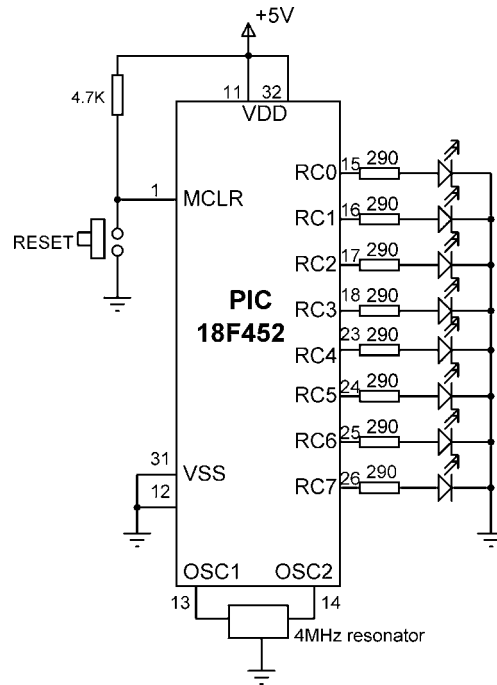 +5V
4.7K
11 32
VDD
1 MCLR
RESET
PIC
18F452
RC0 15 290
RC1 16 290
RC2 17 290
RC3 18 290
RC4 23 290
RC5 24 290
RC6 25 290
RC7 26 290
31 VSS
12
OSC1 OSC2
13 14
4MHz resonator